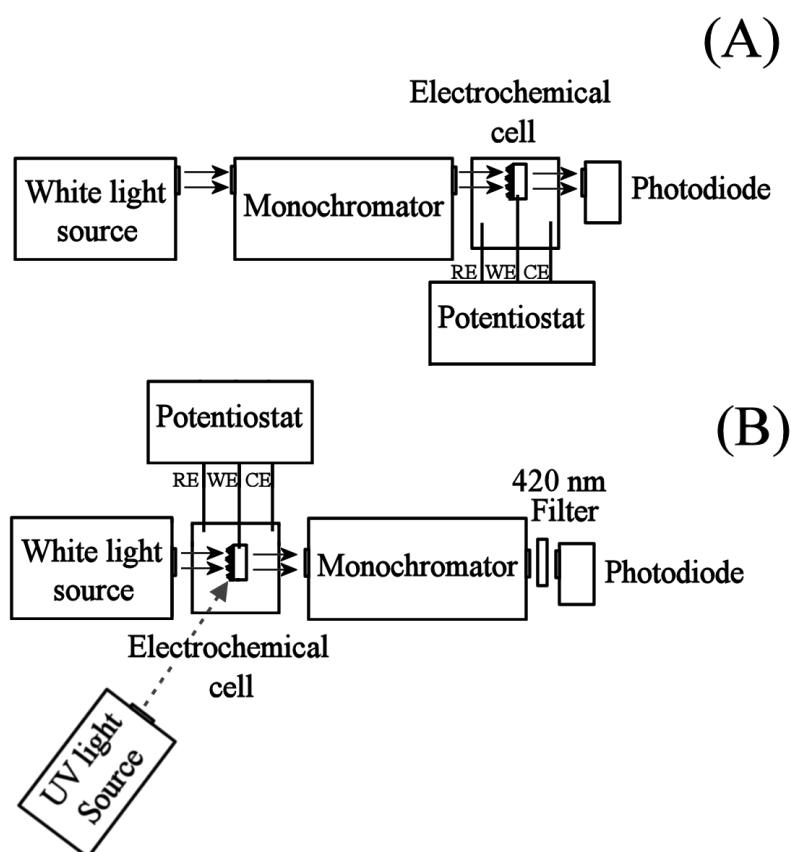 (A)
Electrochemical
cell
White light
source
Monochromator
Photodiode
RE WE CE
Potentiostat
(B)
Potentiostat
RE WE CE
420 nm
Filter
White light
source
Monochromator
Photodiode
Electrochemical
cell
UV light
Source